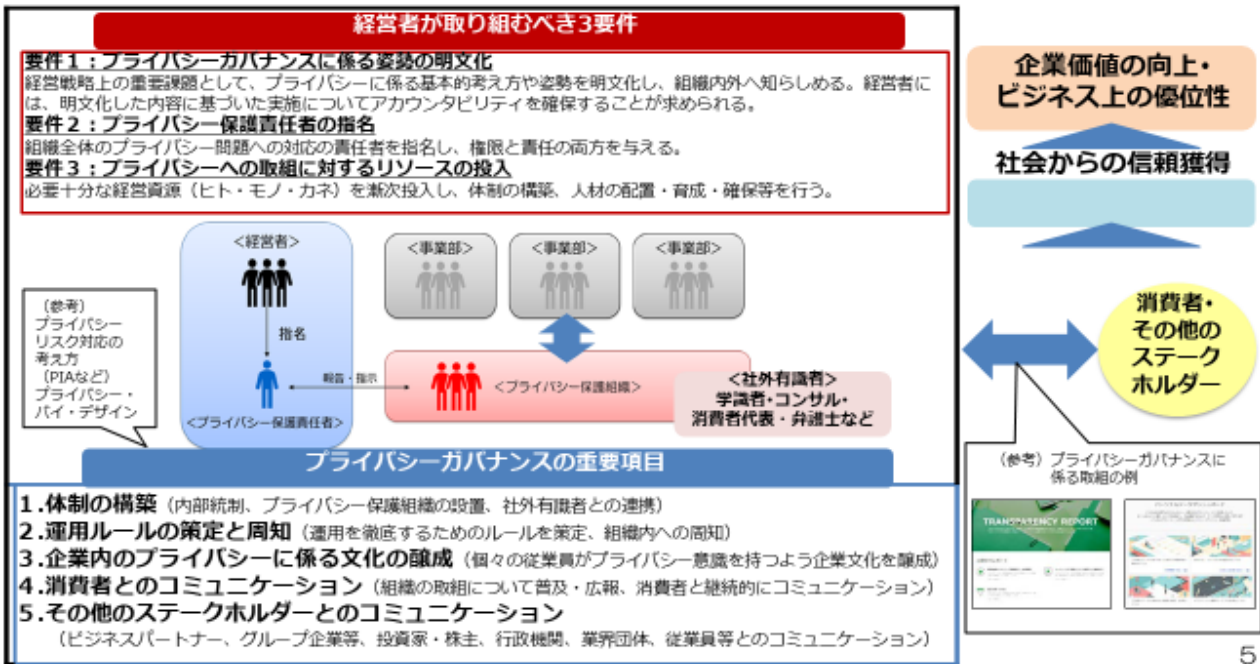 経営者が取り組むべき3要件
要件1：プライバシーガバナンスに係る姿勢の明文化
経営戦略上の重要課題として、プライバシーに係る基本的考え方や姿勢を明文化し、組織内外へ知らしめる。経営者に
は、明文化した内容に基づいた実施についてアカウンタビリティを確保することが求められる。
要件2：プライバシー保護責任者の指名
組織全体のプライバシー問題への対応の責任者を指名し、権限と責任の両方を与える。
要件3：プライバシーへの取組に対するリソースの投入
必要十分な経営資源（ヒト・モノ・カネ）を漸次投入し、体制の構築、人材の配置・育成・確保等を行う。
＜経営者＞
＜事業部＞
＜事業部＞
＜事業部＞
（参考）
プライバシー
リスク対応の
考え方
（PIAなど）
プライバシー・
バイ・デザイン
指名
報告・指示
＜プライバシー保護責任者＞
＜プライバシー保護組織＞
＜社外有識者＞
学識者・コンサル・
消費者代表・弁護士など
プライバシーガバナンスの重要項目
1.体制の構築（内部統制、プライバシー保護組織の設置、社外有識者との連携）
2.運用ルールの策定と周知（運用を徹底するためのルールを策定、組織内への周知）
3.企業内のプライバシーに係る文化の醸成（個々の従業員がプライバシー意識を持つよう企業文化を醸成）
4.消費者とのコミュニケーション（組織の取組について普及・広報、消費者と継続的にコミュニケーション）
5.その他のステークホルダーとのコミュニケーション
（ビジネスパートナー、グループ企業等、投資家・株主、行政機関、業界団体、従業員等とのコミュニケーション）
企業価値の向上・
ビジネス上の優位性
社会からの信頼獲得
消費者・
その他の
ステーク
ホルダー
（参考）プライバシーガバナンスに
係る取組の例
TRANSPARENCY REPORT
5